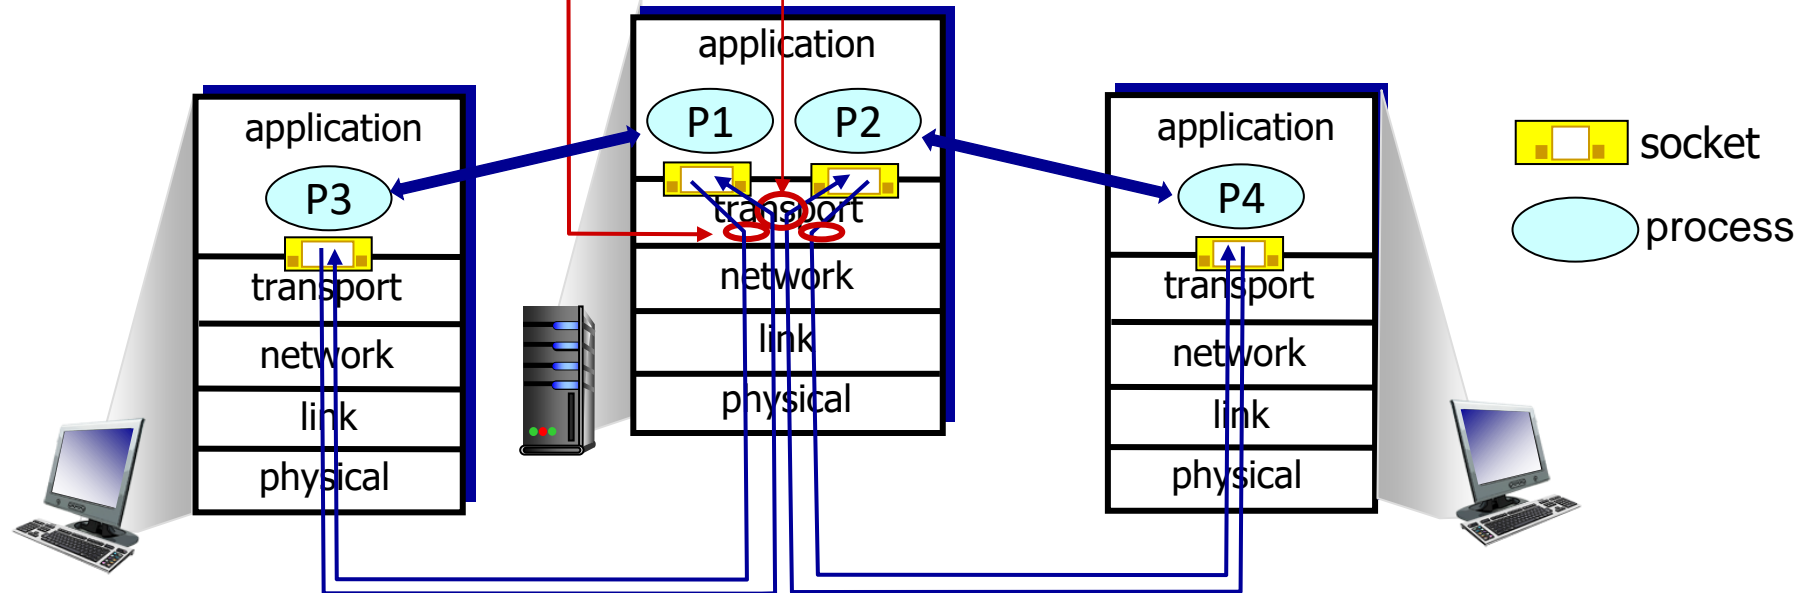 application
P3
transport
network
link
physical
application
P1
P2
transport
network
link
physical
application
P4
transport
network
link
physical
socket
process